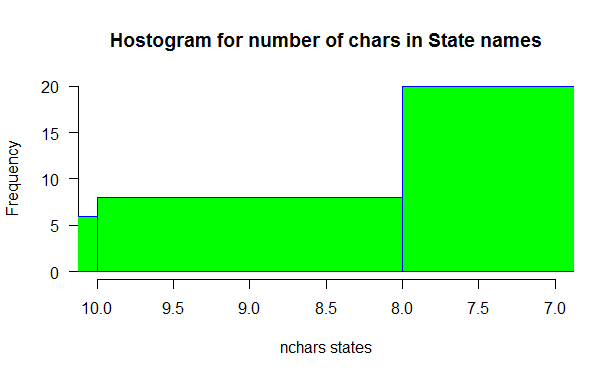 Hostogram for number of chars in State names
Frequency
20
15
10
5
0
10.0 9.5 9.0 8.5 8.0 7.5 7.0
nchars states